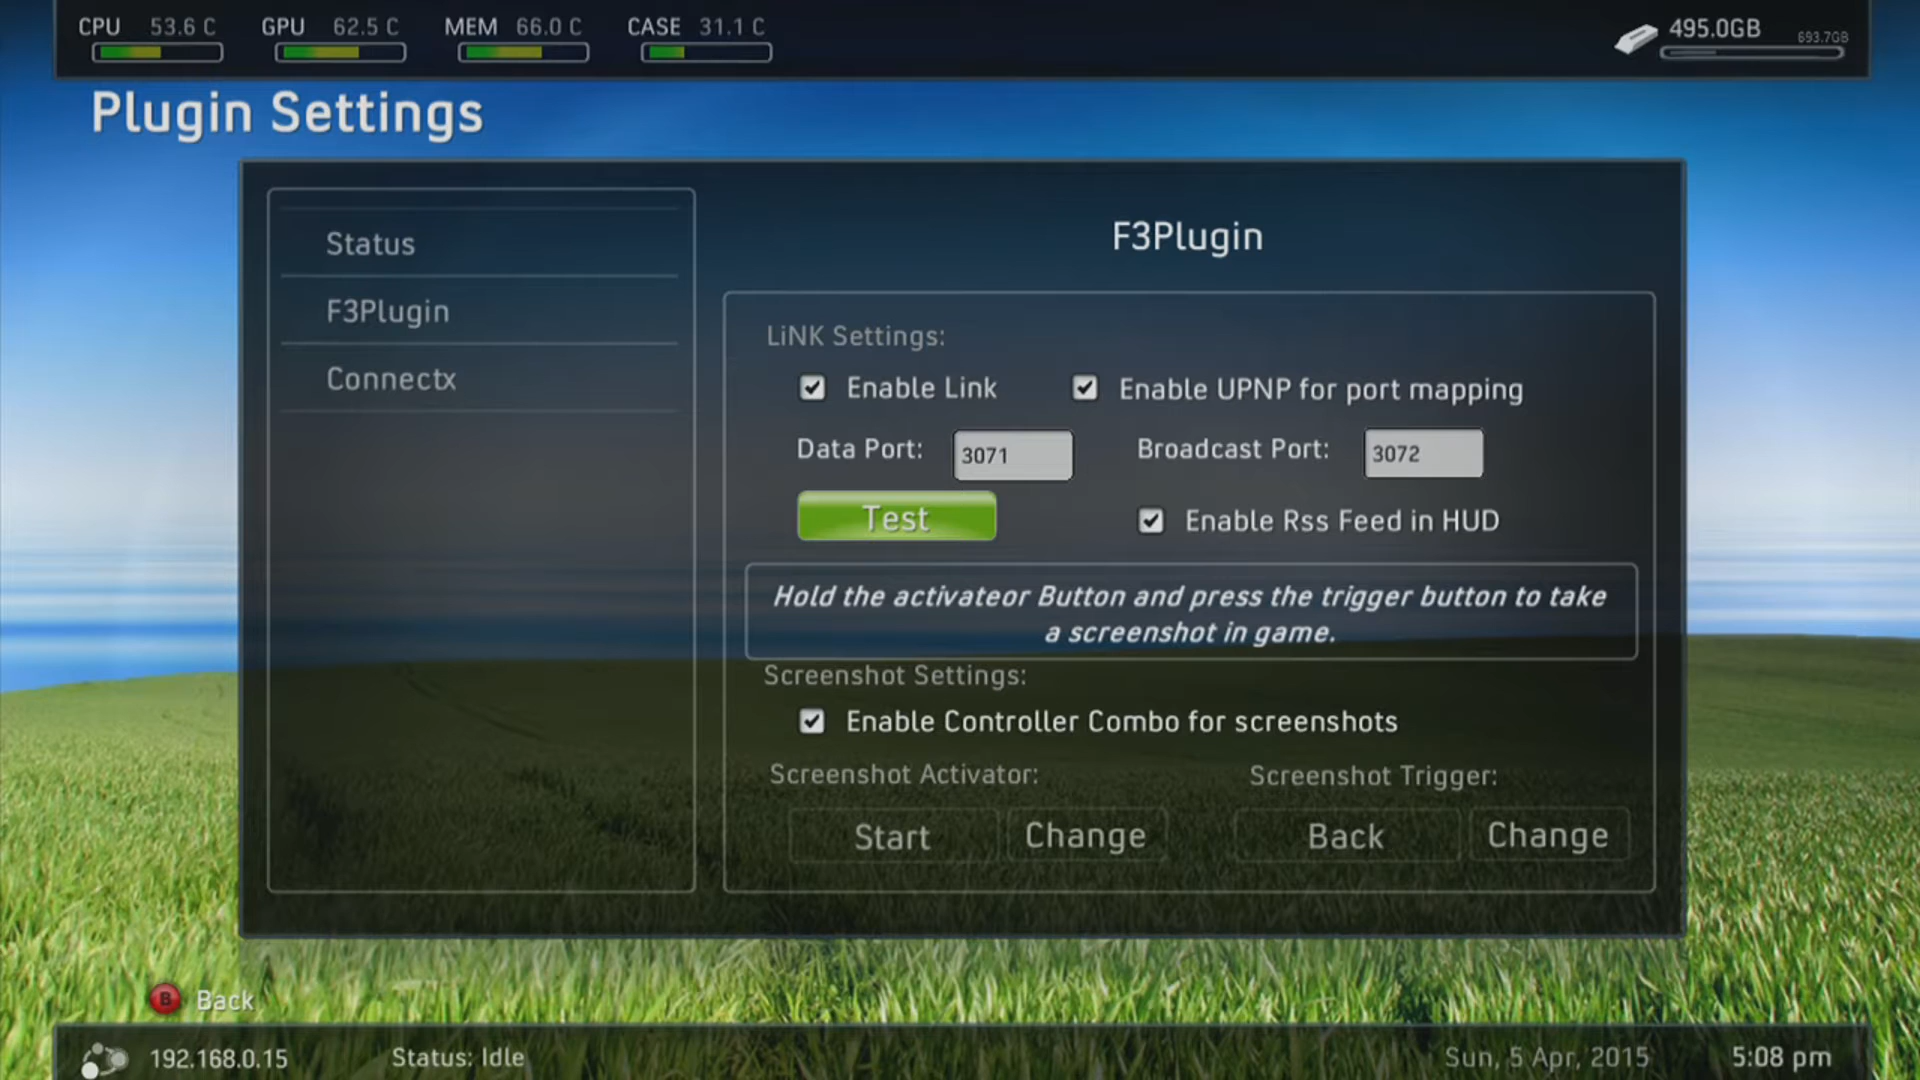 CPU 53.6 C GPU 62.5 C MEM 66.0 C CASE 31.1 C 495.0GB 693.7GB
Plugin Settings
Status
F3Plugin
Connectx
F3Plugin
LiNK Settings:
Enable Link Enable UPNP for port mapping
Data Port: 3071 Broadcast Port: 3072
Test Enable Rss Feed in HUD
Hold the activateor Button and press the trigger button to take
a screenshot in game.
Screenshot Settings:
Enable Controller Combo for screenshots
Screenshot Activator: Screenshot Trigger:
Start Change Back Change
B Back
192.168.0.15 Status: Idle Sun, 5 Apr, 2015 5:08 pm